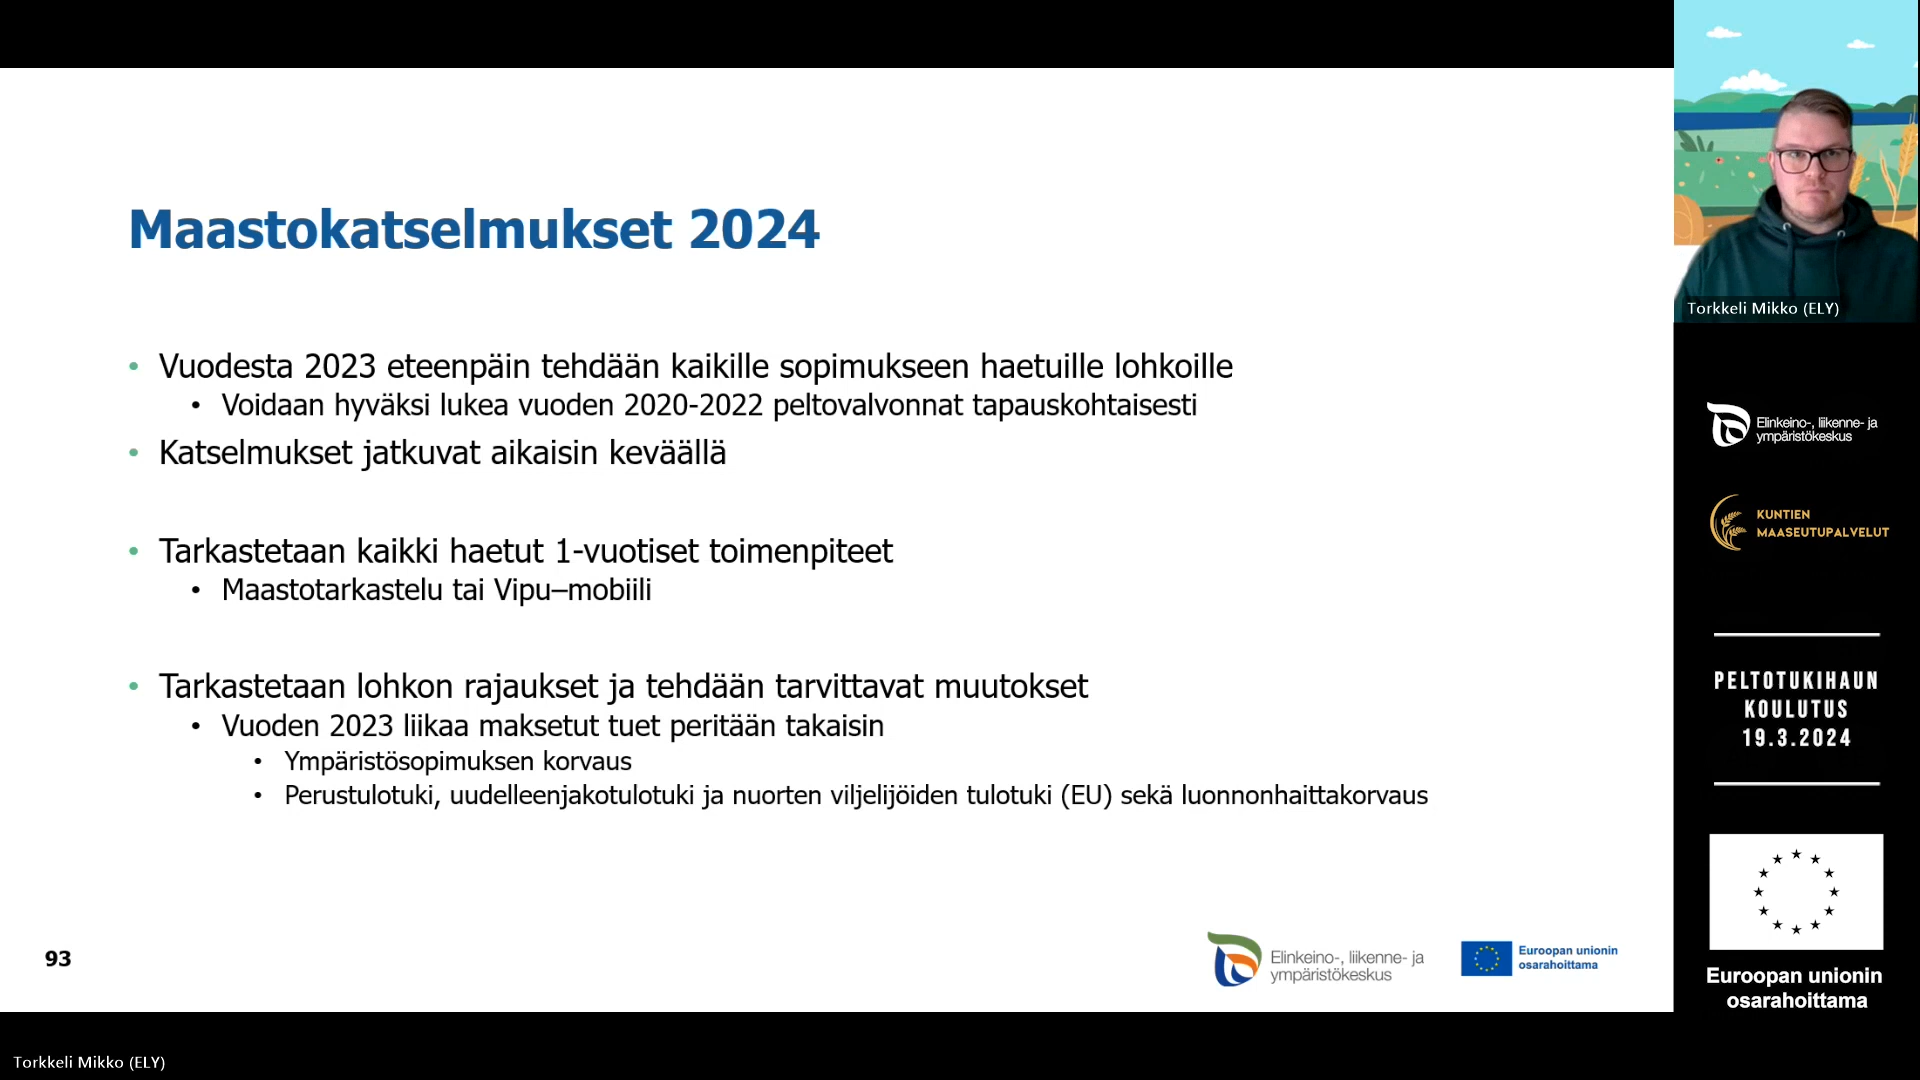 Maastokatselmukset 2024
• Vuodesta 2023 eteenpäin tehdään kaikille sopimukseen haetuille lohkoille
• Voidaan hyväksi lukea vuoden 2020-2022 peltovalvonnat tapauskohtaisesti
• Katselmukset jatkuvat aikaisin keväällä
• Tarkastetaan kaikki haetut 1-vuotiset toimenpiteet
• Maastotarkastelu tai Vipu–mobiili
• Tarkastetaan lohkon rajaukset ja tehdään tarvittavat muutokset
• Vuoden 2023 liikaa maksetut tuet peritään takaisin
• Ympäristösopimuksen korvaus
• Perustulotuki, uudelleenjakotulotuki ja nuorten viljelijöiden tulotuki (EU) sekä luonnonhaittakorvaus
93
Elinkeino-, liikenne- ja
ympäristökeskus
Euroopan unionin
osarahoittama
Torkkeli Mikko (ELY)
Torkkeli Mikko (ELY)
Elinkeino-, liikenne- ja
ympäristökeskus
KUNTIEN
MAASEUTUPALVELUT
PELTOTUKIHAUN
KOULUTUS
19.3.2024
Euroopan unionin
osarahoittama